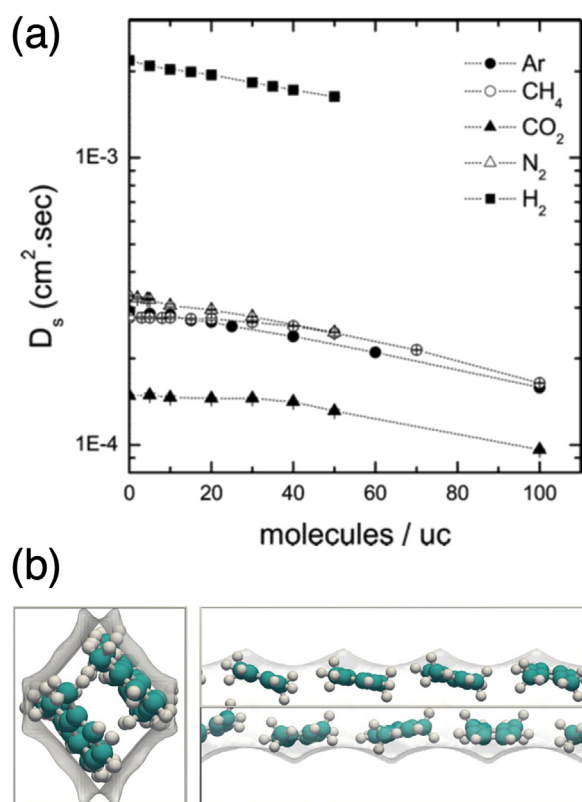 (a)
Ar
CH₄
CO₂
N₂
H₂
1E-3
1E-4
Dₛ (cm².sec)
0 20 40 60 80 100
molecules / uc
(b)